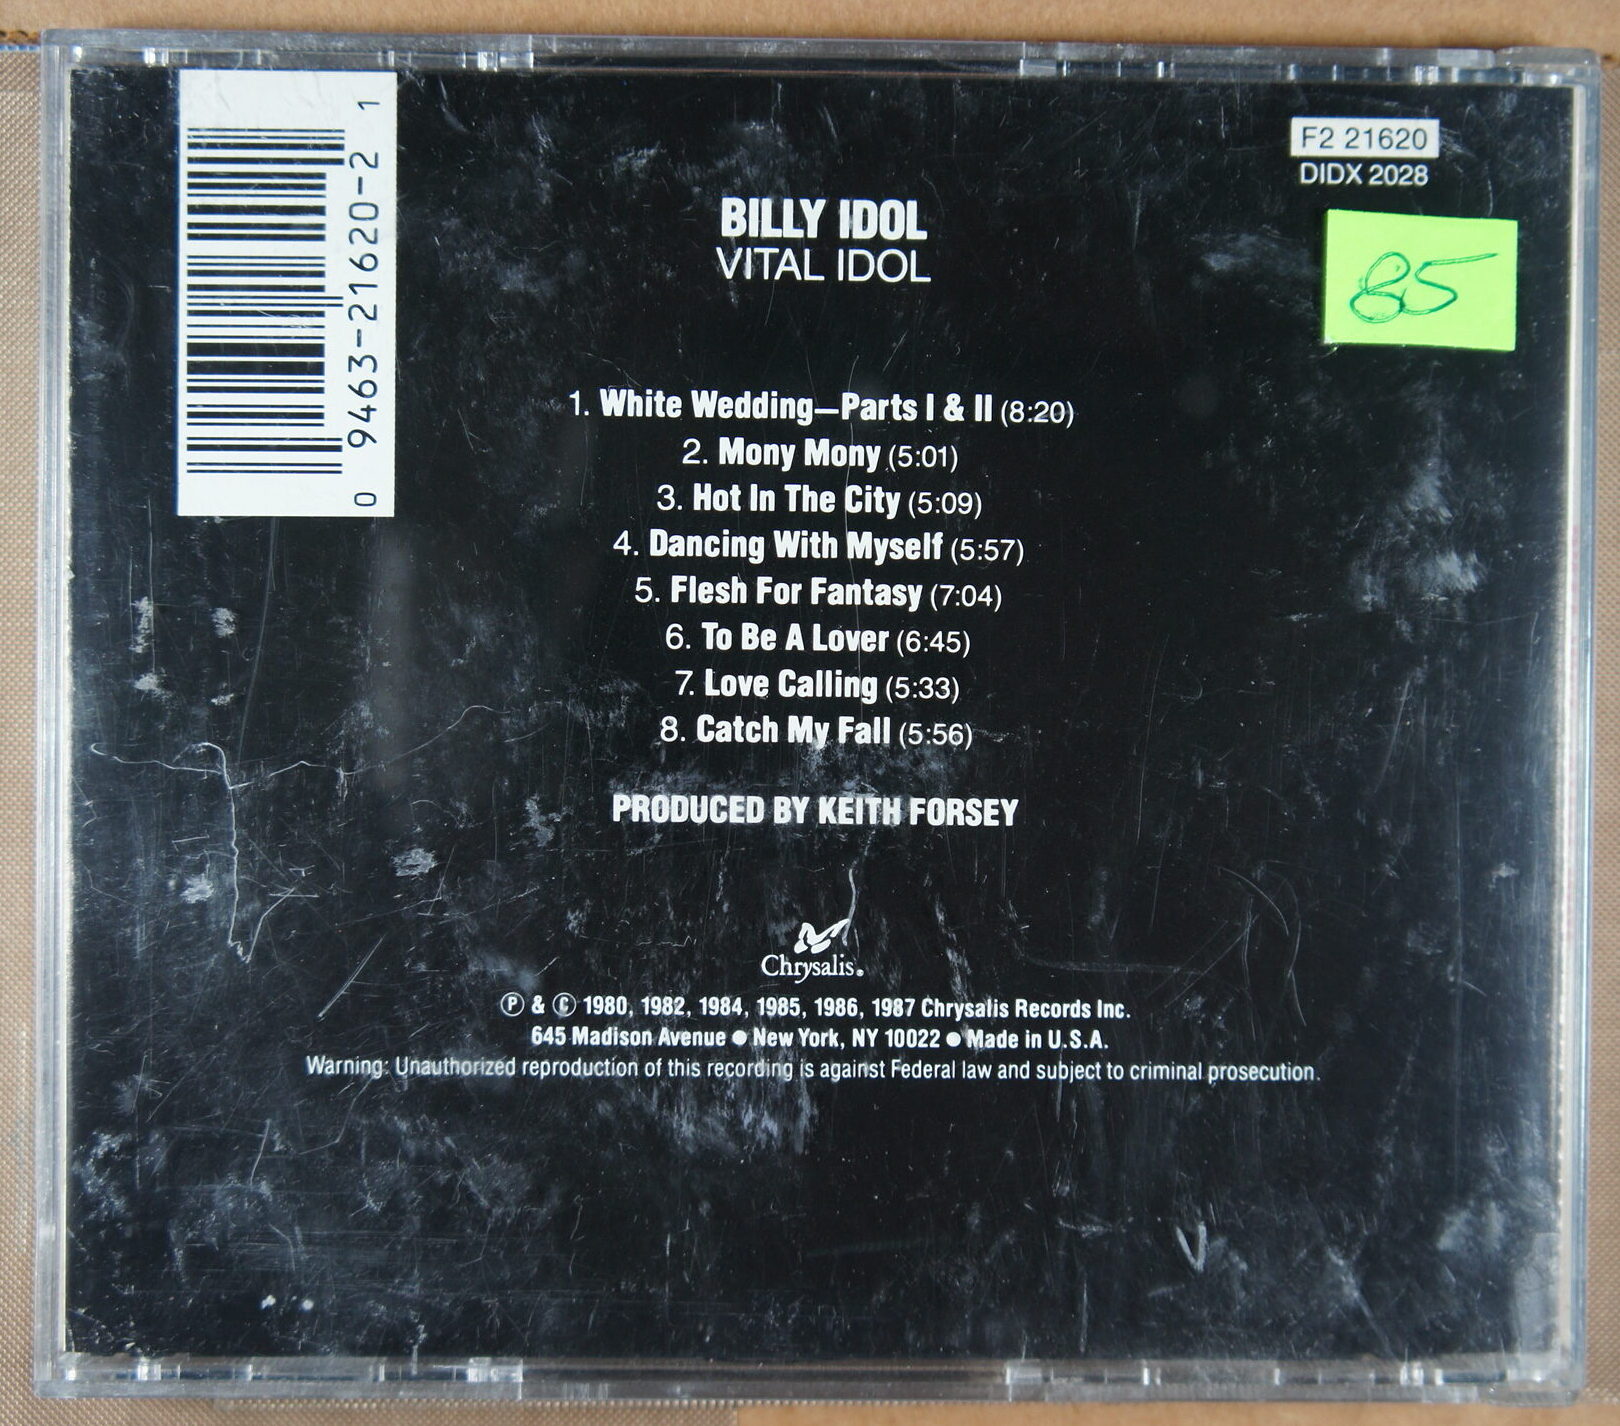 0 9463-21620-2 1
F2 21620
DIDX 2028
85
BILLY IDOL
VITAL IDOL
1. White Wedding—Parts I & II (8:20)
2. Mony Mony (5:01)
3. Hot In The City (5:09)
4. Dancing With Myself (5:57)
5. Flesh For Fantasy (7:04)
6. To Be A Lover (6:45)
7. Love Calling (5:33)
8. Catch My Fall (5:56)
PRODUCED BY KEITH FORSEY
Chrysalis®
℗ & © 1980, 1982, 1984, 1985, 1986, 1987 Chrysalis Records Inc.
645 Madison Avenue ● New York, NY 10022 ● Made in U.S.A.
Warning: Unauthorized reproduction of this recording is against Federal law and subject to criminal prosecution.